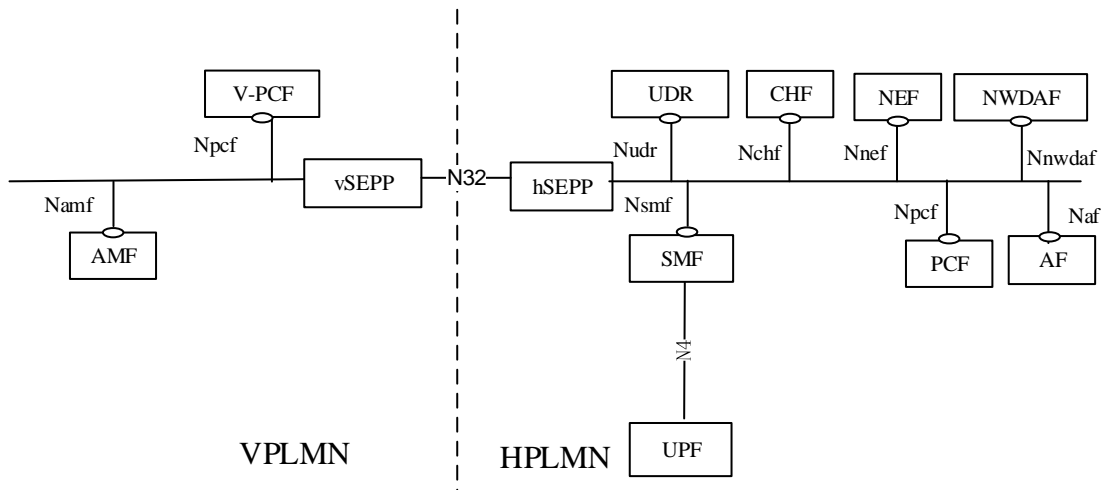 V-PCF
UDR
CHF
NEF
NWDAF
Npcf
Nudr
Nchf
Nnef
Nnwdaf
vSEPP
N32
hSEPP
Namf
Nsmf
Npcf
Naf
AMF
SMF
PCF
AF
N4
VPLMN
HPLMN
UPF